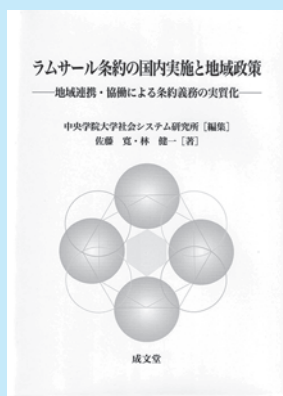 ラムサール条約の国内実施と地域政策
――地域連携・協働による条約義務の実質化――
中央学院大学社会システム研究所［編集］
佐藤 寛・林 健一［著］
成文堂